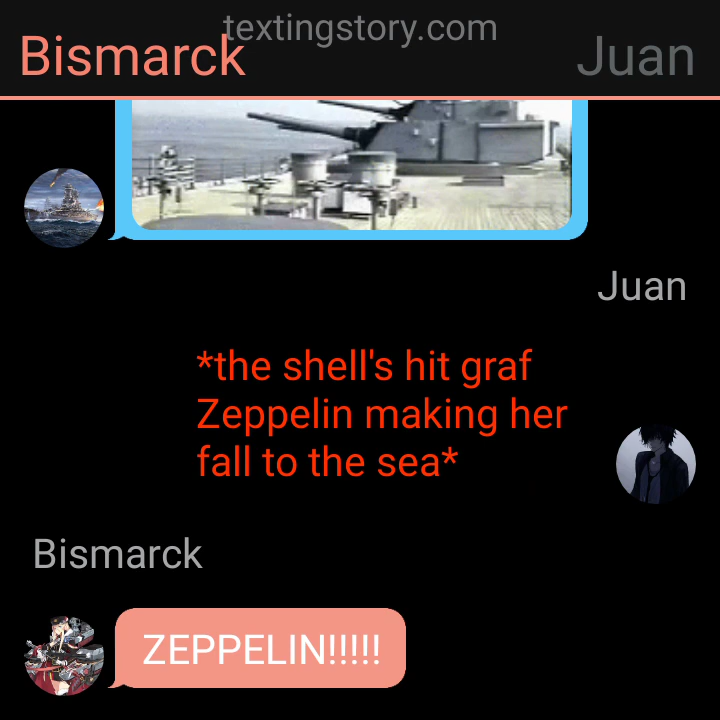 textingstory.com
Bismarck
Juan
Juan
*the shell's hit graf
Zeppelin making her
fall to the sea*
Bismarck
ZEPPELIN!!!!!